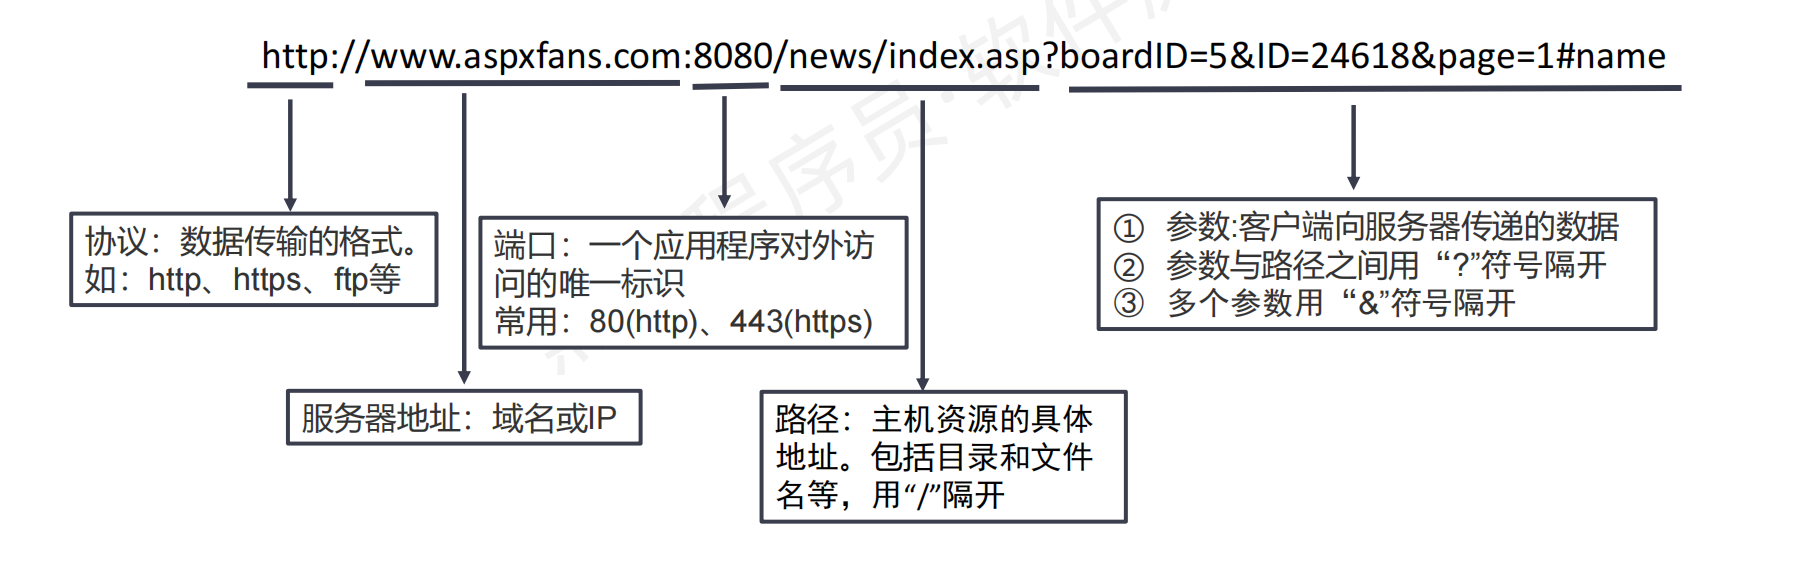 http://www.aspxfans.com:8080/news/index.asp?boardID=5&ID=24618&page=1#name
协议：数据传输的格式。
如：http、https、ftp等
端口：一个应用程序对外访
问的唯一标识
常用：80(http)、443(https)
① 参数:客户端向服务器传递的数据
② 参数与路径之间用“?”符号隔开
③ 多个参数用“&”符号隔开
服务器地址：域名或IP
路径：主机资源的具体
地址。包括目录和文件
名等，用“/”隔开
程序员·软件